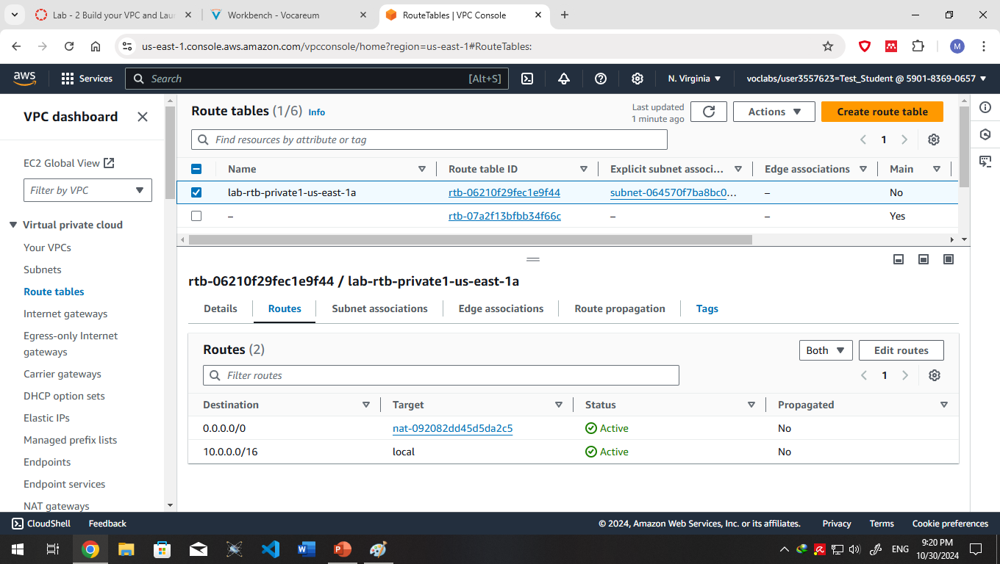 Lab - 2 Build your VPC and Lau
Workbench - Vocareum
RouteTables | VPC Console
us-east-1.console.aws.amazon.com/vpcconsole/home?region=us-east-1#RouteTables:
M
aws
Services
Search
[Alt+S]
N. Virginia
voclabs/user3557623=Test_Student @ 5901-8369-0657
VPC dashboard
EC2 Global View
Filter by VPC
Virtual private cloud
Your VPCs
Subnets
Route tables
Internet gateways
Egress-only Internet
gateways
Carrier gateways
DHCP option sets
Elastic IPs
Managed prefix lists
Endpoints
Endpoint services
NAT gateways
Route tables (1/6) Info
Last updated
1 minute ago
Actions
Create route table
Find resources by attribute or tag
1
Name Route table ID Explicit subnet associ... Edge associations Main
lab-rtb-private1-us-east-1a rtb-06210f29fec1e9f44 subnet-064570f7ba8bc0... – No
– rtb-07a2f13bfbb34f66c – – Yes
rtb-06210f29fec1e9f44 / lab-rtb-private1-us-east-1a
Details Routes Subnet associations Edge associations Route propagation Tags
Routes (2)
Both
Edit routes
Filter routes
1
Destination Target Status Propagated
0.0.0.0/0 nat-092082dd45d5da2c5 Active No
10.0.0.0/16 local Active No
CloudShell Feedback
© 2024, Amazon Web Services, Inc. or its affiliates.
Privacy Terms Cookie preferences
ENG
9:20 PM
10/30/2024